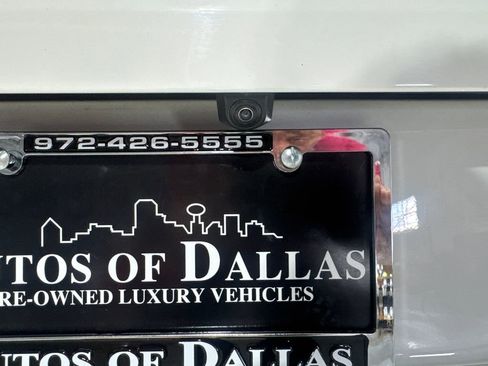 972-426-5555
UTOS OF DALLAS
RE-OWNED LUXURY VEHICLES
UTOS OF DALLAS